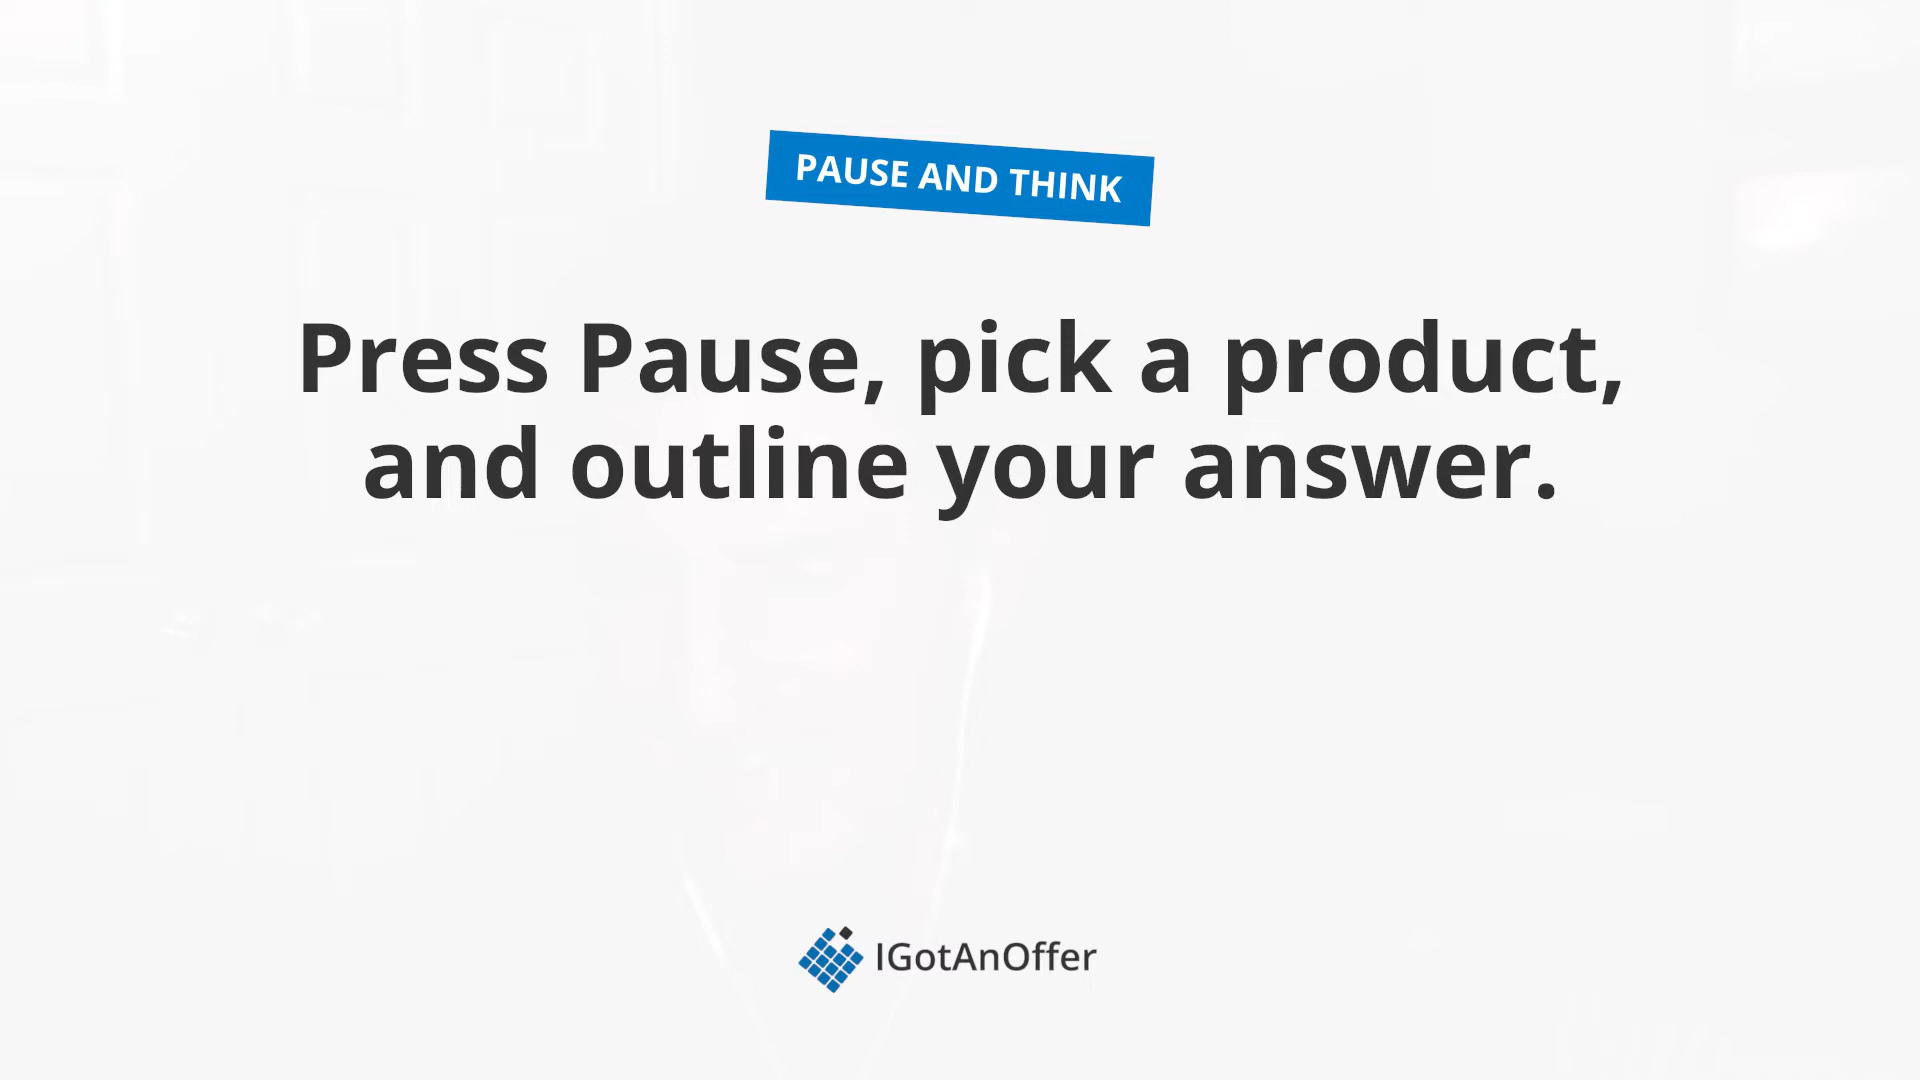 PAUSE AND THINK
Press Pause, pick a product,
and outline your answer.
IGotAnOffer